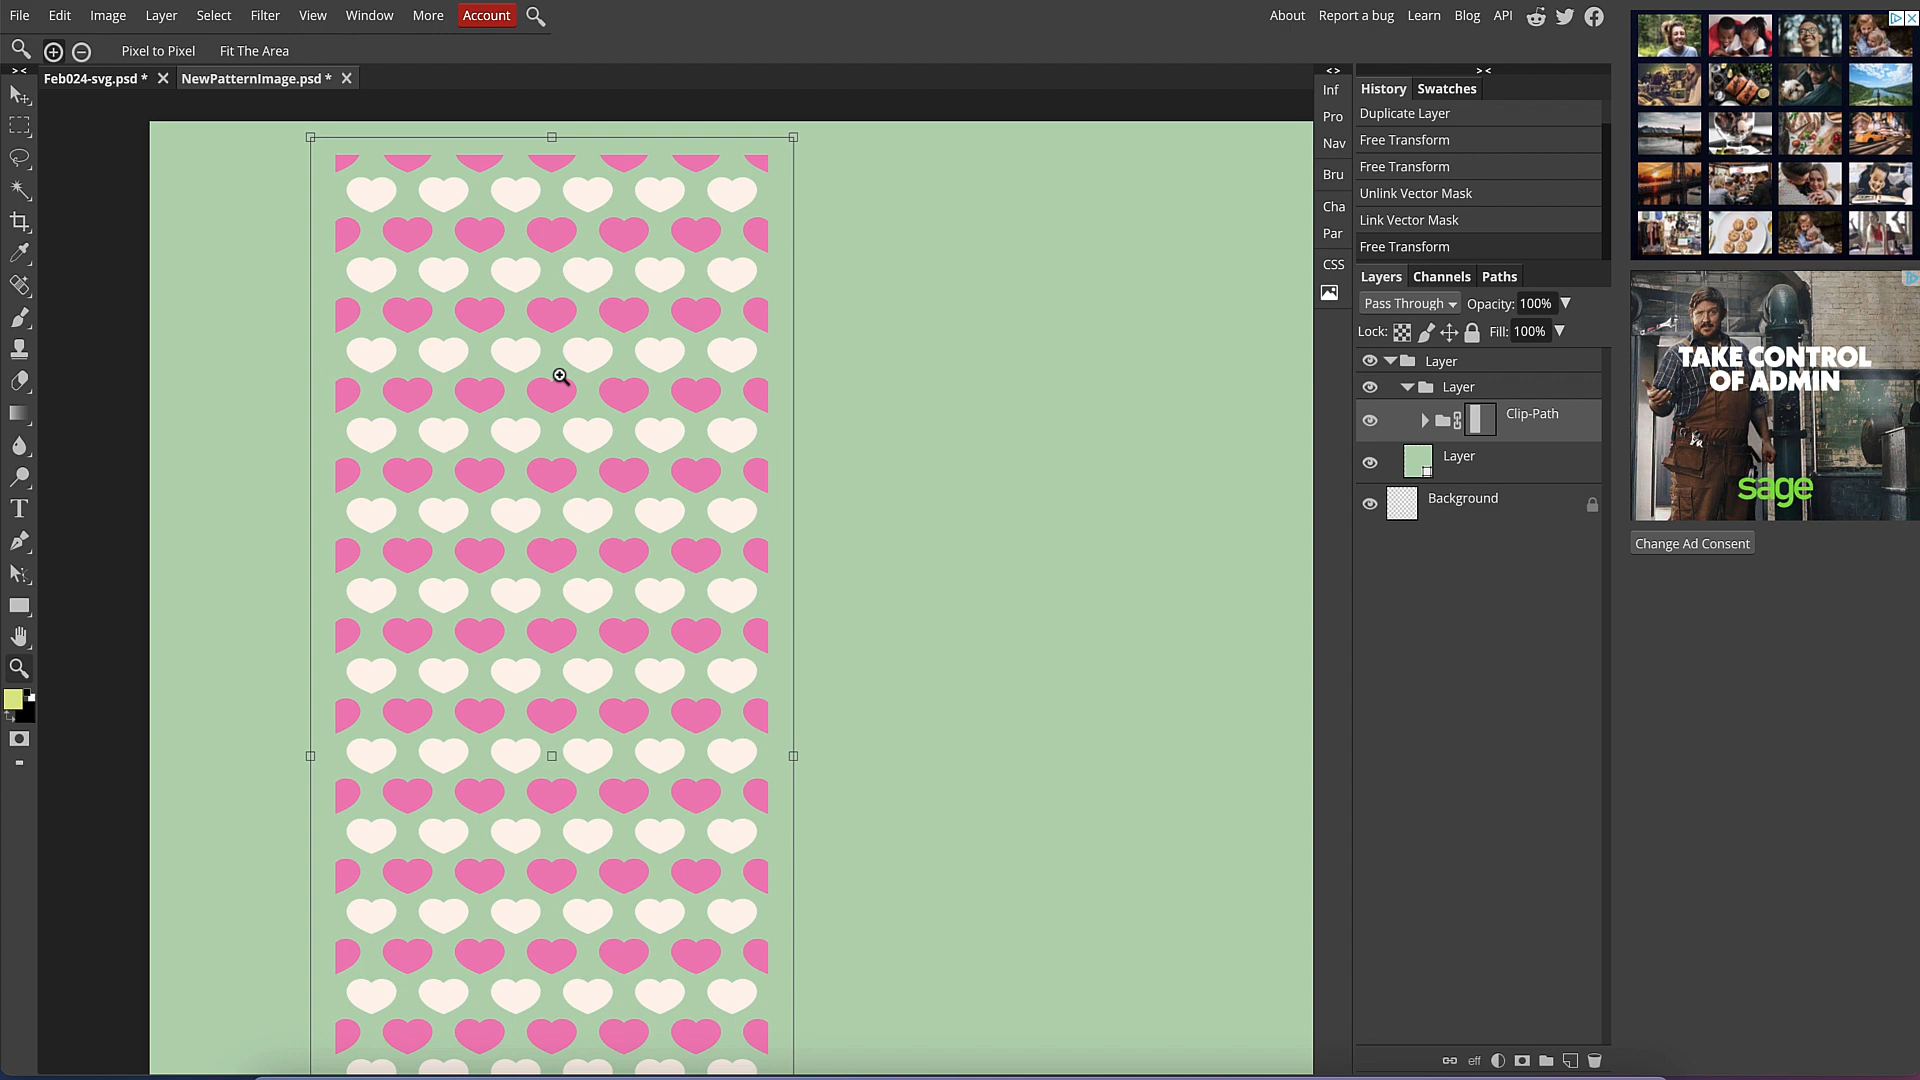 File Edit Image Layer Select Filter View Window More Account
About Report a bug Learn Blog API
Pixel to Pixel Fit The Area
Feb024-svg.psd * NewPatternImage.psd *
> <
< >
> <
Inf
Pro
Nav
Bru
Cha
Par
CSS
History Swatches
Duplicate Layer
Free Transform
Free Transform
Unlink Vector Mask
Link Vector Mask
Free Transform
Layers Channels Paths
Pass Through Opacity: 100%
Lock: Fill: 100%
Layer
Layer
Clip-Path
Layer
Background
eff
TAKE CONTROL
OF ADMIN
sage
Change Ad Consent